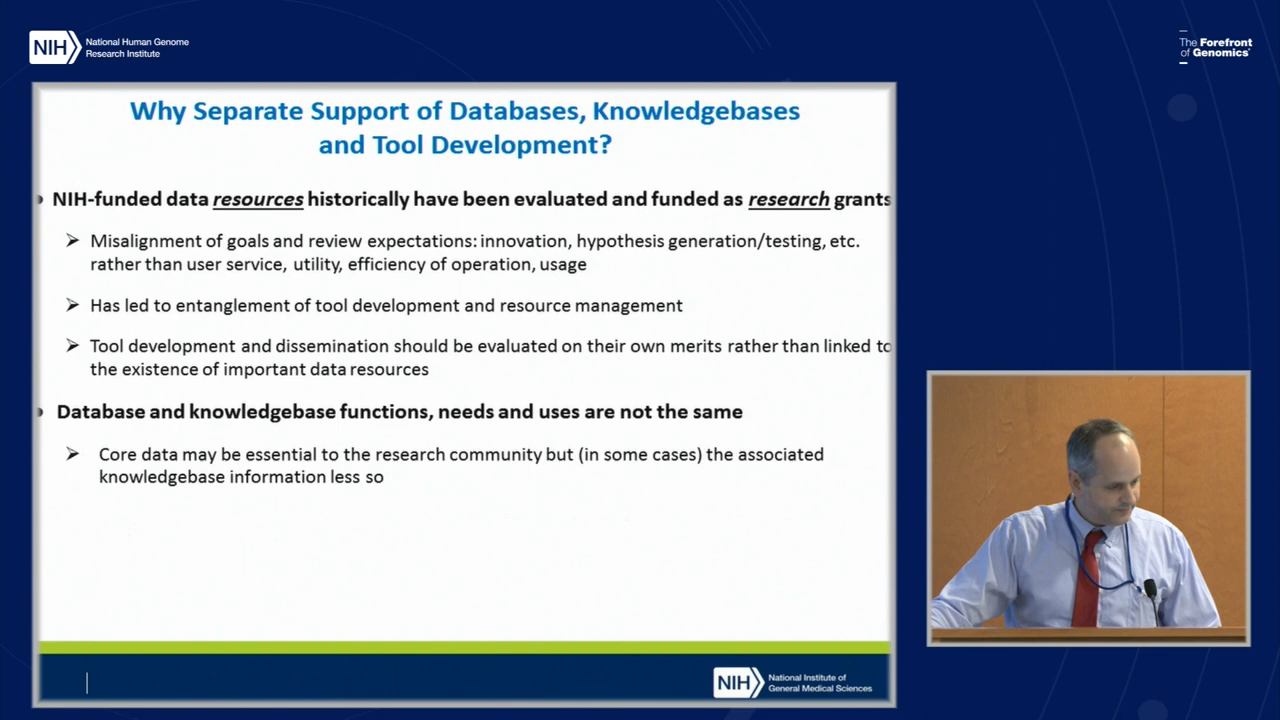 NIH
National Human Genome
Research Institute
The Forefront
of Genomics®
Why Separate Support of Databases, Knowledgebases
and Tool Development?
NIH-funded data resources historically have been evaluated and funded as research grants
Misalignment of goals and review expectations: innovation, hypothesis generation/testing, etc.
rather than user service, utility, efficiency of operation, usage
Has led to entanglement of tool development and resource management
Tool development and dissemination should be evaluated on their own merits rather than linked to
the existence of important data resources
Database and knowledgebase functions, needs and uses are not the same
Core data may be essential to the research community but (in some cases) the associated
knowledgebase information less so
NIH
National Institute of
General Medical Sciences